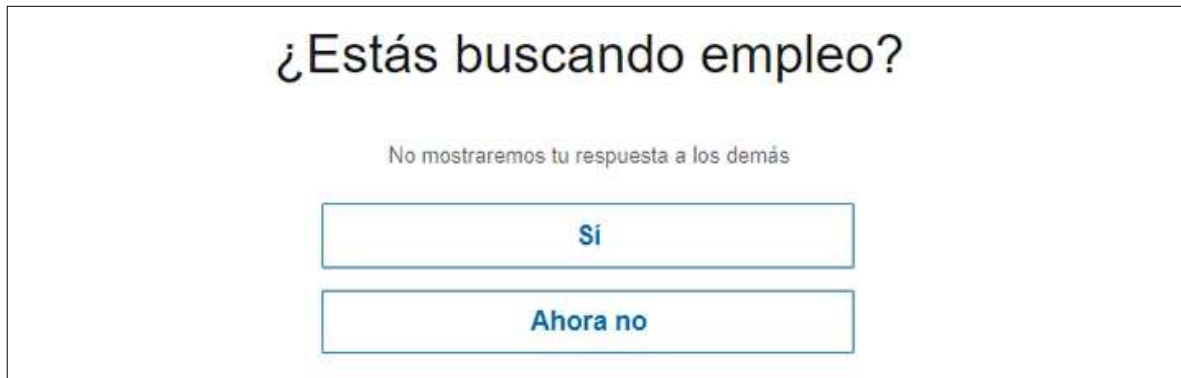 ¿Estás buscando empleo?
No mostraremos tu respuesta a los demás
Sí
Ahora no